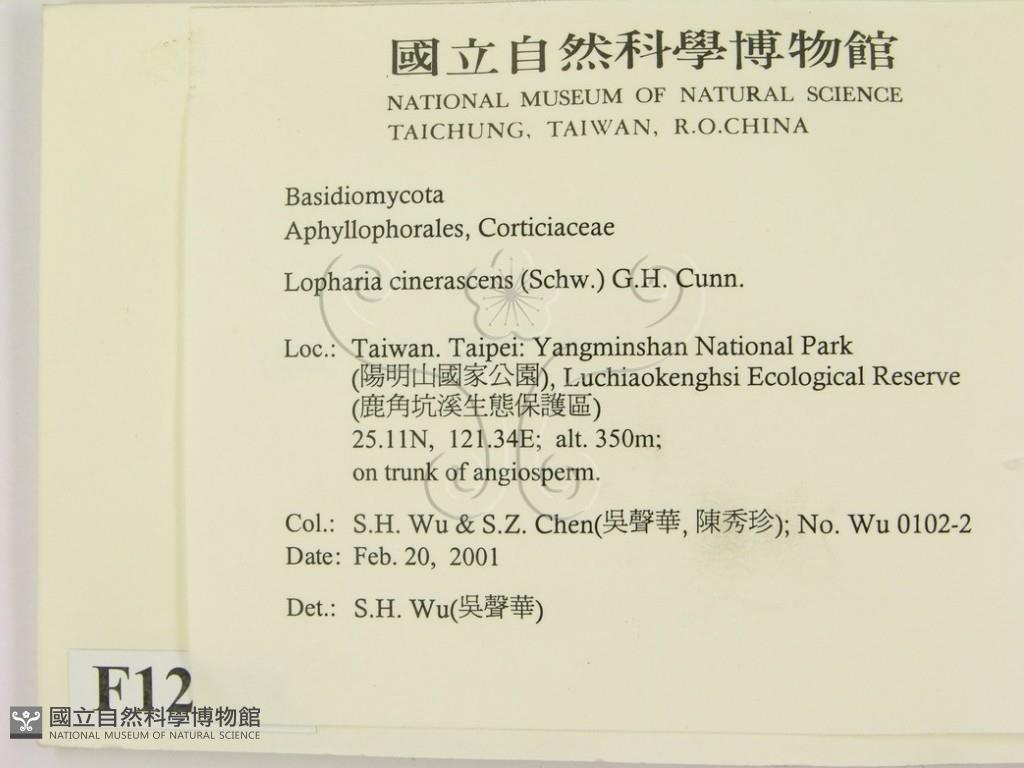 國立自然科學博物館
NATIONAL MUSEUM OF NATURAL SCIENCE
TAICHUNG, TAIWAN, R.O.CHINA
Basidiomycota
Aphyllophorales, Corticiaceae
Lopharia cinerascens (Schw.) G.H. Cunn.
Loc.: Taiwan. Taipei: Yangminshan National Park
(陽明山國家公園), Luchiaokenghsi Ecological Reserve
(鹿角坑溪生態保護區)
25.11N, 121.34E; alt. 350m;
on trunk of angiosperm.
Col.: S.H. Wu & S.Z. Chen(吳聲華, 陳秀珍); No. Wu 0102-2
Date: Feb. 20, 2001
Det.: S.H. Wu(吳聲華)
F12
國立自然科學博物館
NATIONAL MUSEUM OF NATURAL SCIENCE